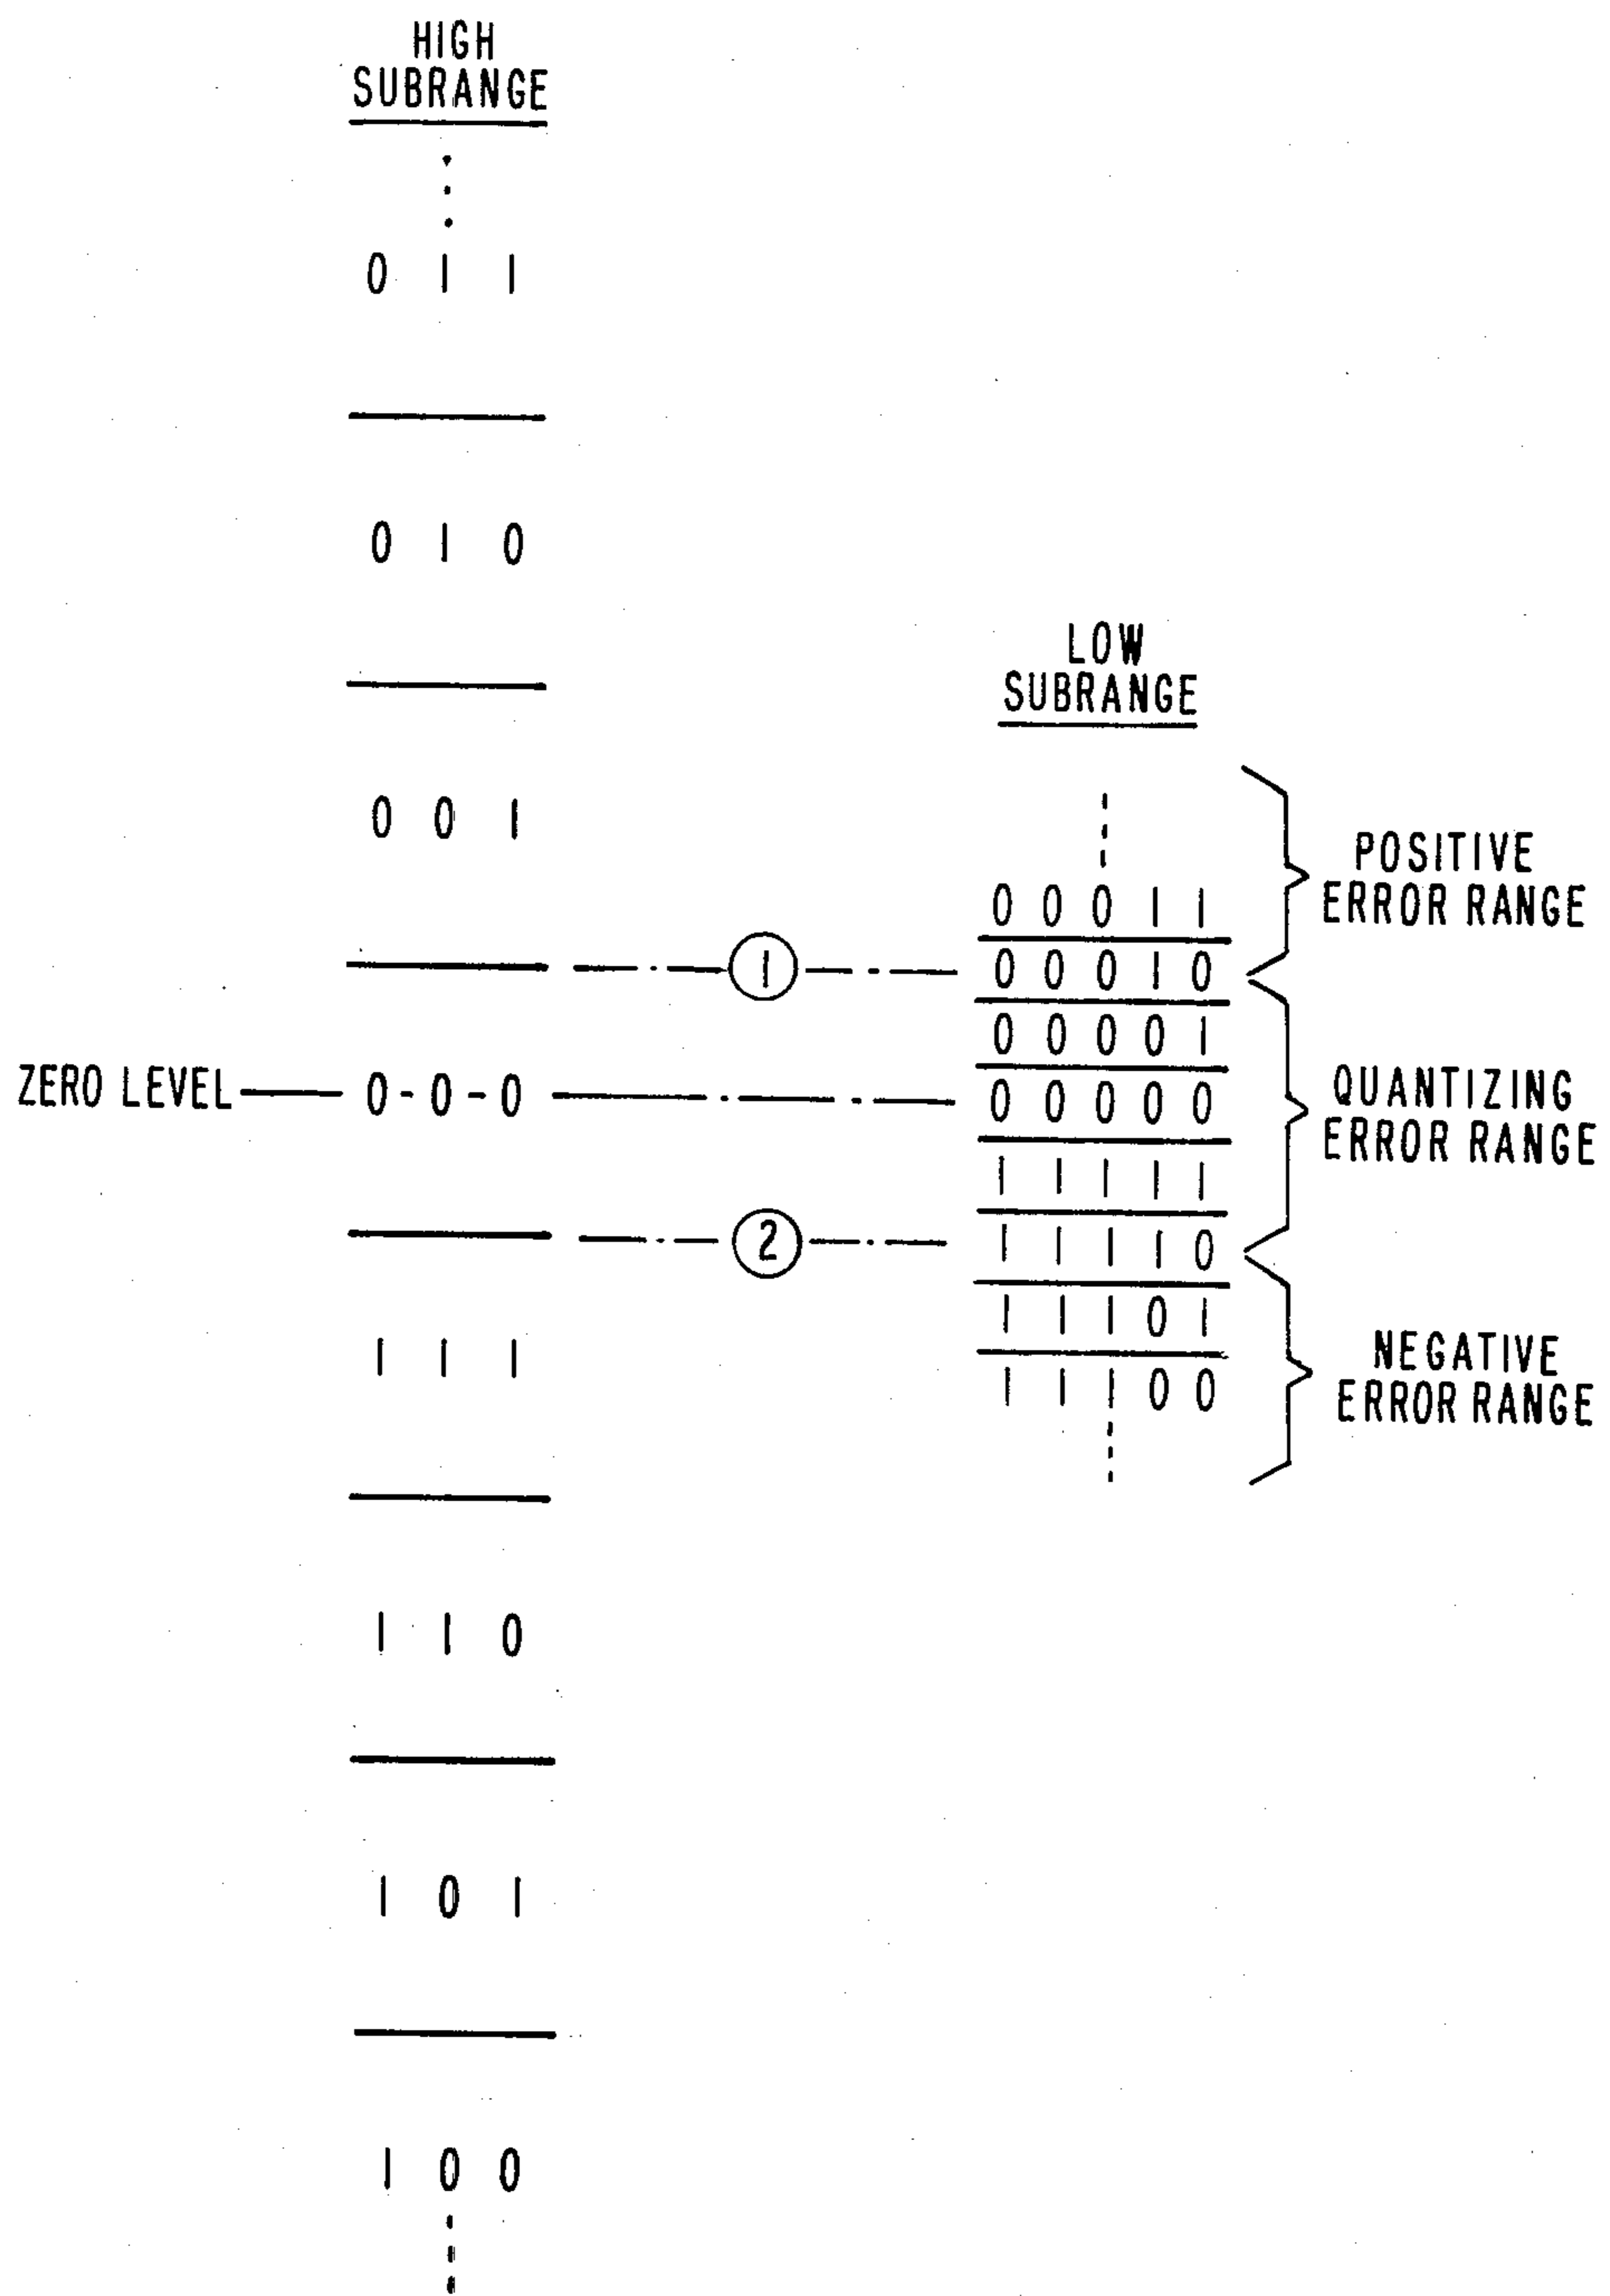 HIGH
SUBRANGE
0 1 1
0 1 0
0 0 1
ZERO LEVEL 0-0-0
1 1 1
1 1 0
1 0 1
1 0 0
1
2
LOW
SUBRANGE
0 0 0 1 1
0 0 0 1 0
0 0 0 0 1
0 0 0 0 0
1 1 1 1 1
1 1 1 1 0
1 1 1 0 1
1 1 1 0 0
POSITIVE
ERROR RANGE
QUANTIZING
ERROR RANGE
NEGATIVE
ERROR RANGE